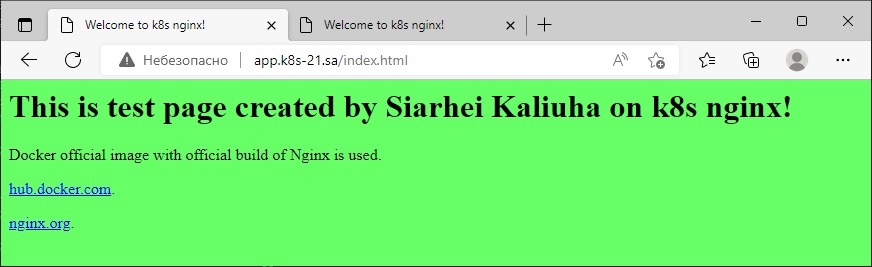 Welcome to k8s nginx!
Welcome to k8s nginx!
Небезопасно | app.k8s-21.sa/index.html
This is test page created by Siarhei Kaliuha on k8s nginx!
Docker official image with official build of Nginx is used.
hub.docker.com.
nginx.org.